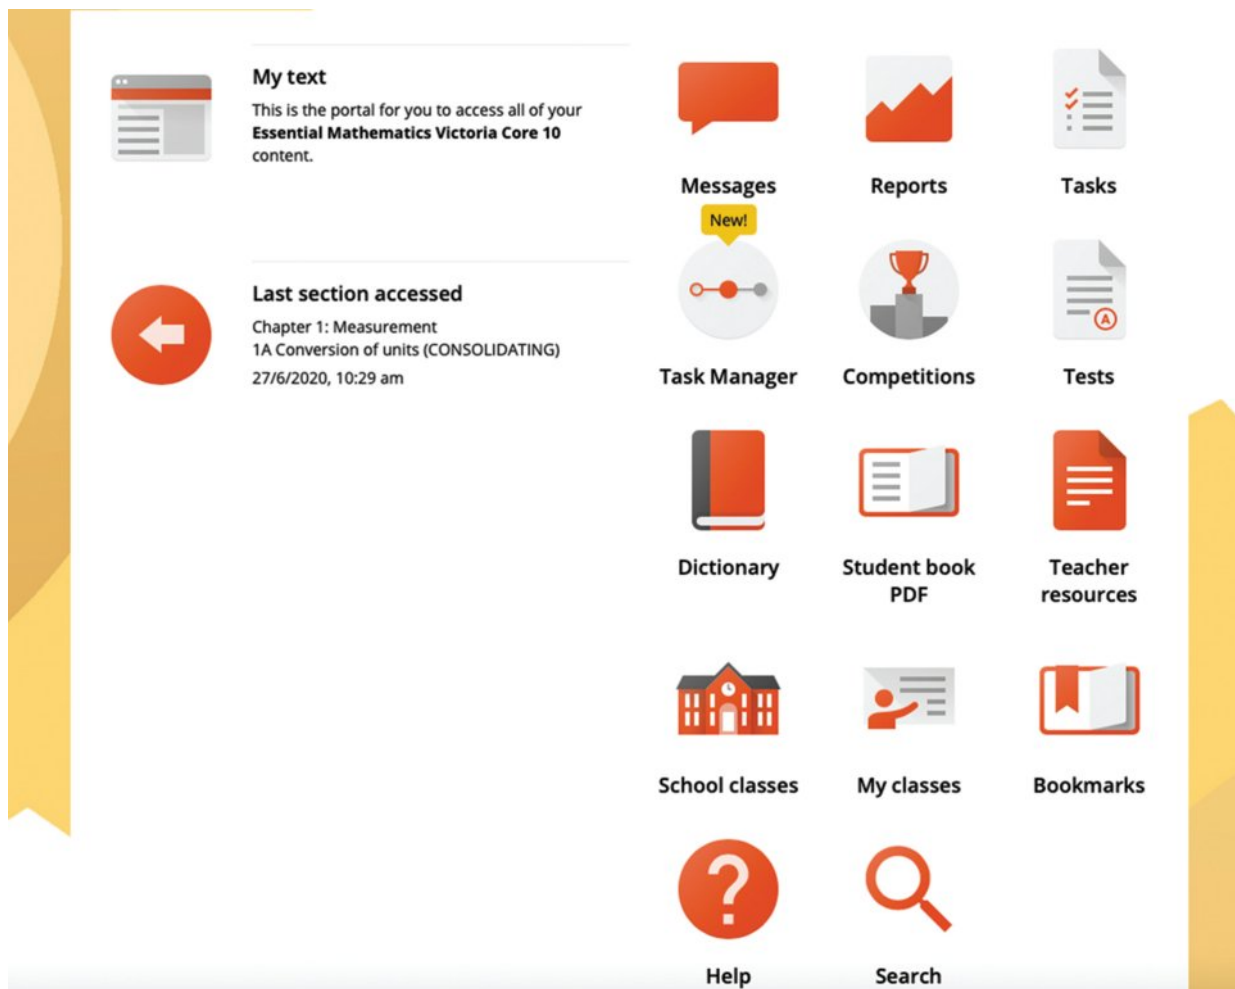 My text
This is the portal for you to access all of your
Essential Mathematics Victoria Core 10
content.
Last section accessed
Chapter 1: Measurement
1A Conversion of units (CONSOLIDATING)
27/6/2020, 10:29 am
Messages
Reports
Tasks
New!
Task Manager
Competitions
A
Tests
Dictionary
Student book
PDF
Teacher
resources
School classes
My classes
Bookmarks
?
Help
Search